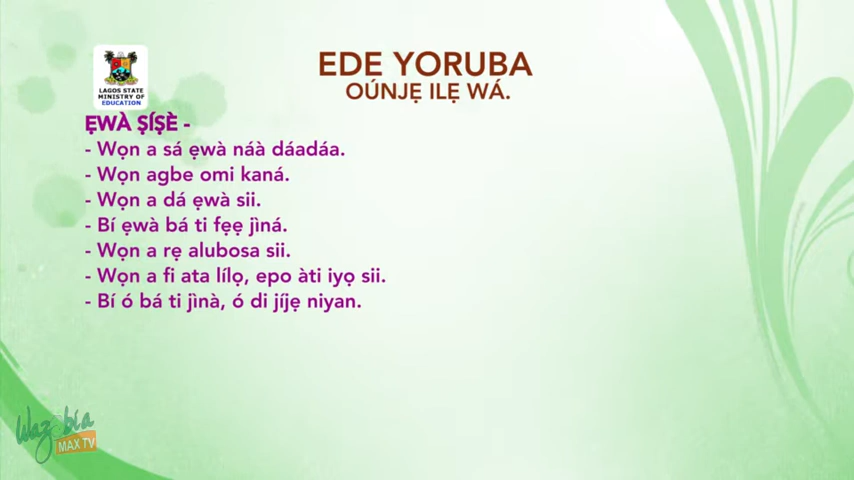 EDE YORUBA
OÚNJẸ ILẸ WÁ.
LAGOS STATE
MINISTRY OF
EDUCATION
ẸWÀ ṢÍṢÈ -
- Wọn a sá ẹwà náà dáadáa.
- Wọn agbe omi kaná.
- Wọn a dá ẹwà sii.
- Bí ẹwà bá ti fẹẹ jìná.
- Wọn a rẹ alubosa sii.
- Wọn a fi ata lílọ, epo àti iyọ sii.
- Bí ó bá ti jìnà, ó di jíjẹ niyan.
Wazobia
MAX TV